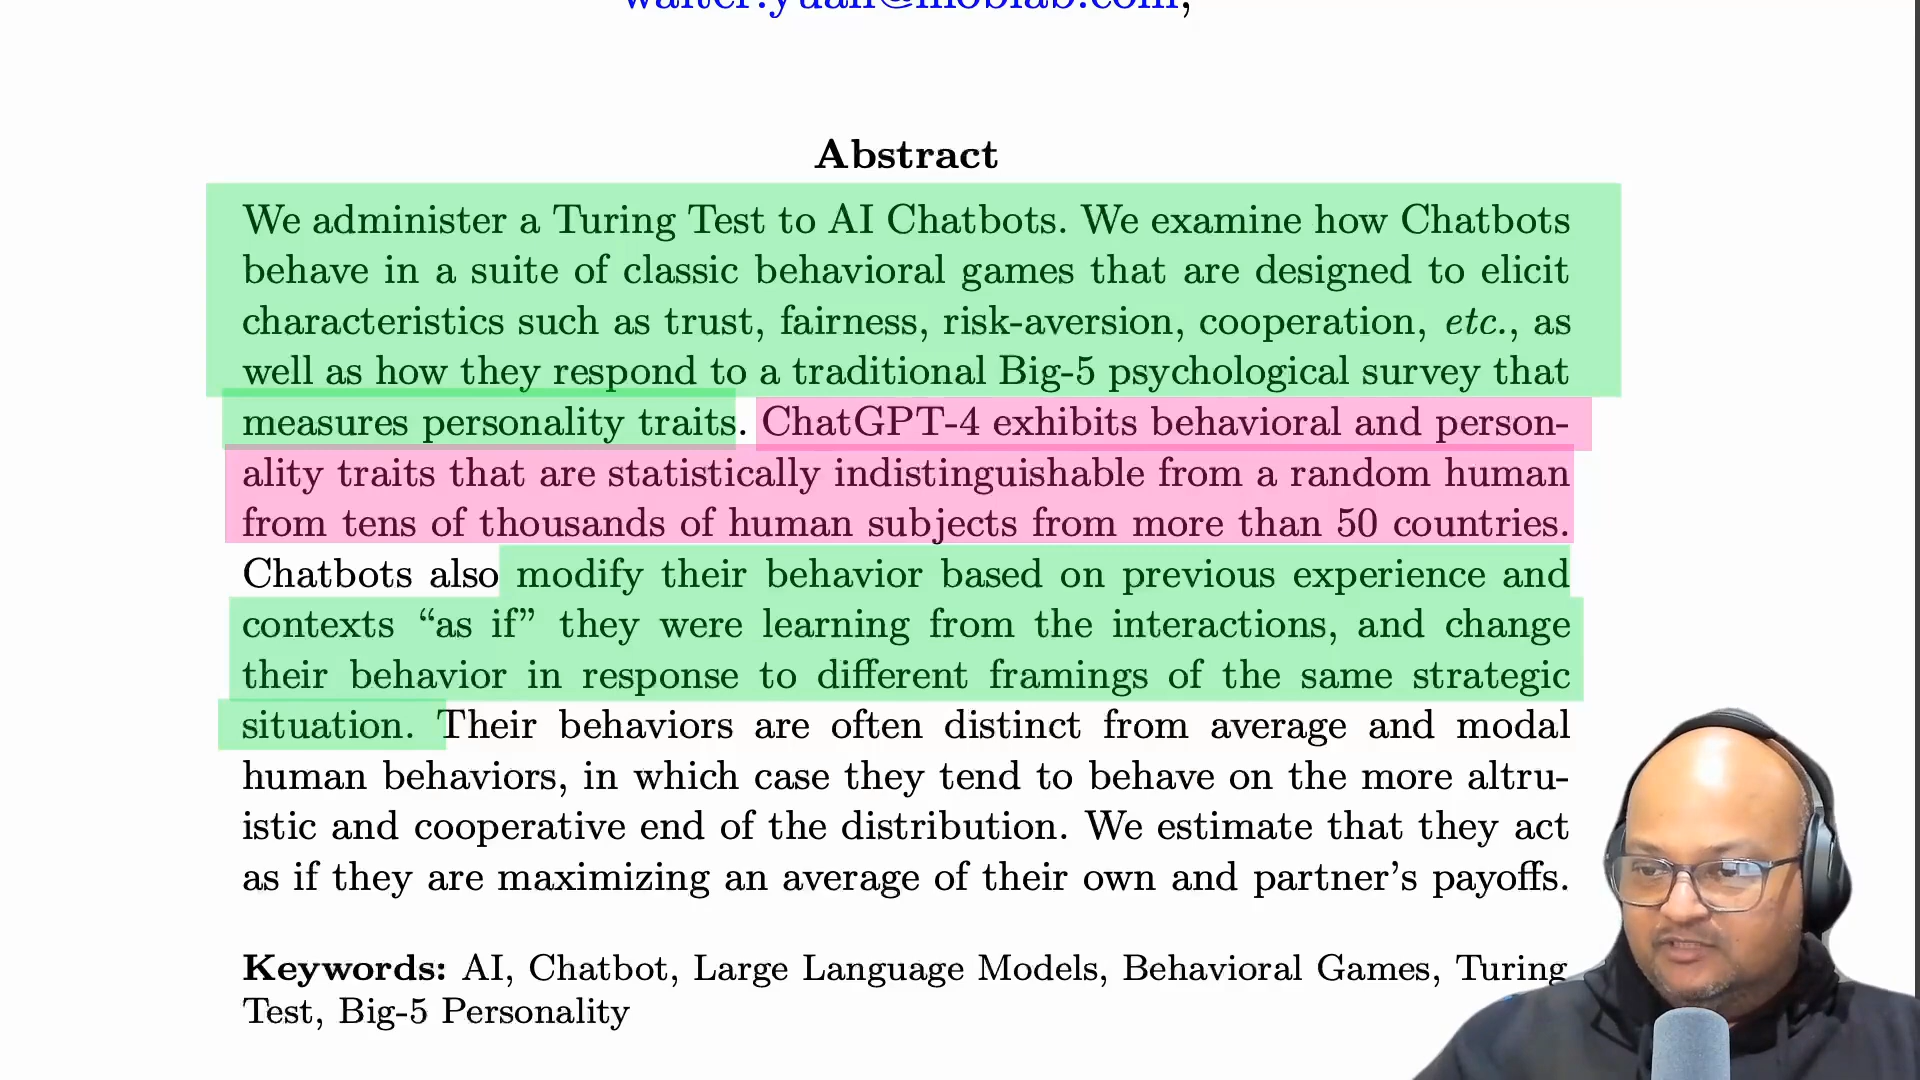 walter.yuan@moblab.com,
Abstract
We administer a Turing Test to AI Chatbots. We examine how Chatbots
behave in a suite of classic behavioral games that are designed to elicit
characteristics such as trust, fairness, risk-aversion, cooperation, etc., as
well as how they respond to a traditional Big-5 psychological survey that
measures personality traits. ChatGPT-4 exhibits behavioral and person-
ality traits that are statistically indistinguishable from a random human
from tens of thousands of human subjects from more than 50 countries.
Chatbots also modify their behavior based on previous experience and
contexts “as if” they were learning from the interactions, and change
their behavior in response to different framings of the same strategic
situation. Their behaviors are often distinct from average and modal
human behaviors, in which case they tend to behave on the more altru-
istic and cooperative end of the distribution. We estimate that they act
as if they are maximizing an average of their own and partner’s payoffs.
Keywords: AI, Chatbot, Large Language Models, Behavioral Games, Turing
Test, Big-5 Personality